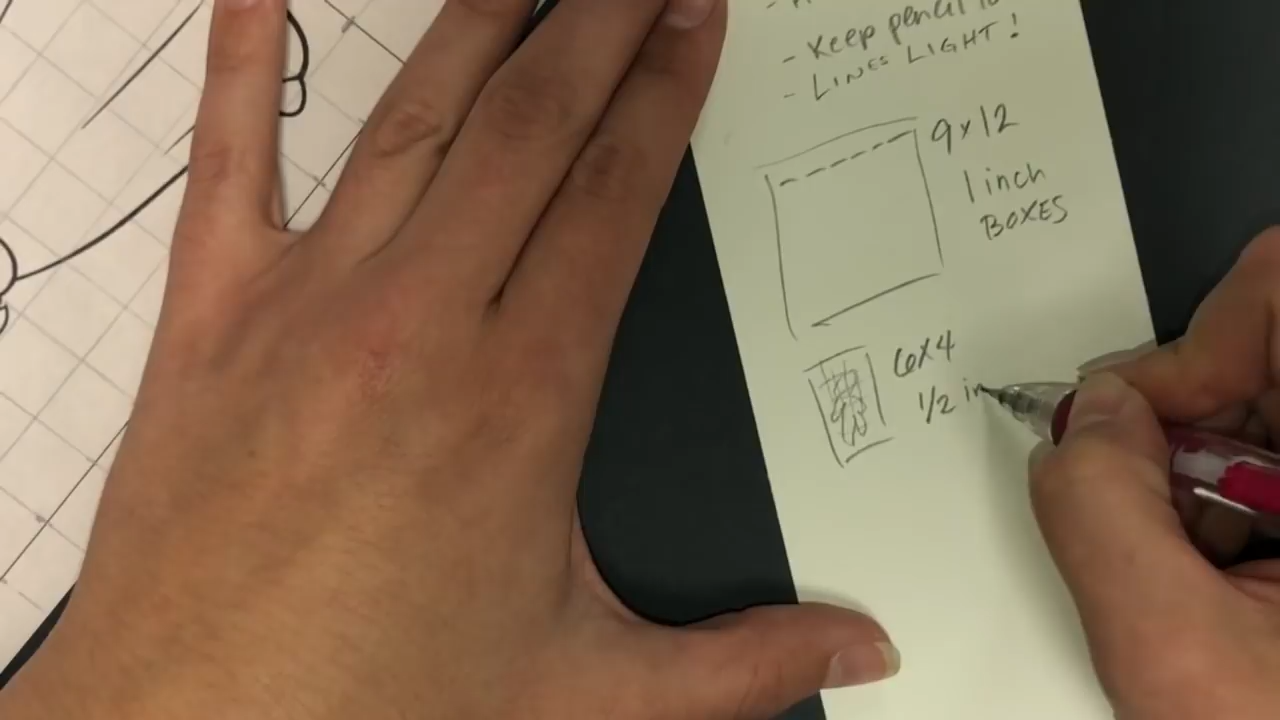 - Keep pencil
- LINES LIGHT!
9x12
1 inch
BOXES
6x4
1/2 in